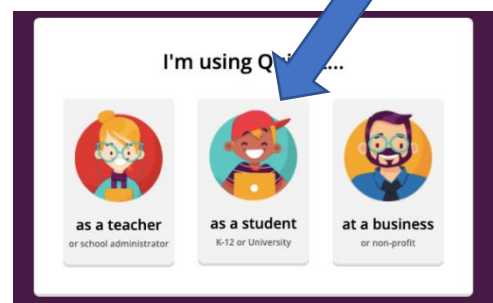 I'm using Q
...
as a teacher
or school administrator
as a student
K-12 or University
at a business
or non-profit